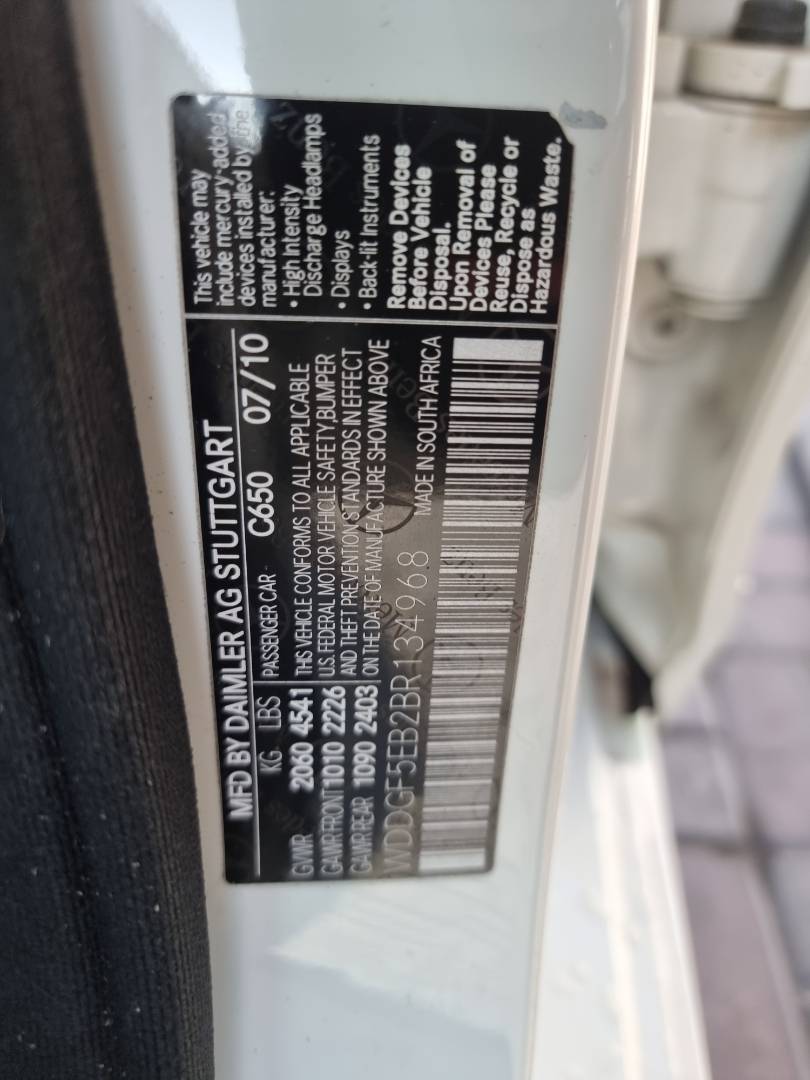 MFD BY DAIMLER AG STUTTGART
KG LBS PASSENGER CAR - C650 07/10
GVWR 2060 4541 THIS VEHICLE CONFORMS TO ALL APPLICABLE
GAWR FRONT 1010 2226 U.S. FEDERAL MOTOR VEHICLE SAFETY BUMPER
GAWR REAR 1090 2403 AND THEFT PREVENTION STANDARDS IN EFFECT
ON THE DATE OF MANUFACTURE SHOWN ABOVE
WDDGF5EB2BR134968 MADE IN SOUTH AFRICA
This vehicle may
include mercury-added
devices installed by the
manufacturer:
• High Intensity
Discharge Headlamps
• Displays
• Back-lit Instruments
Remove Devices
Before Vehicle
Disposal.
Upon Removal of
Devices Please
Reuse, Recycle or
Dispose as
Hazardous Waste.